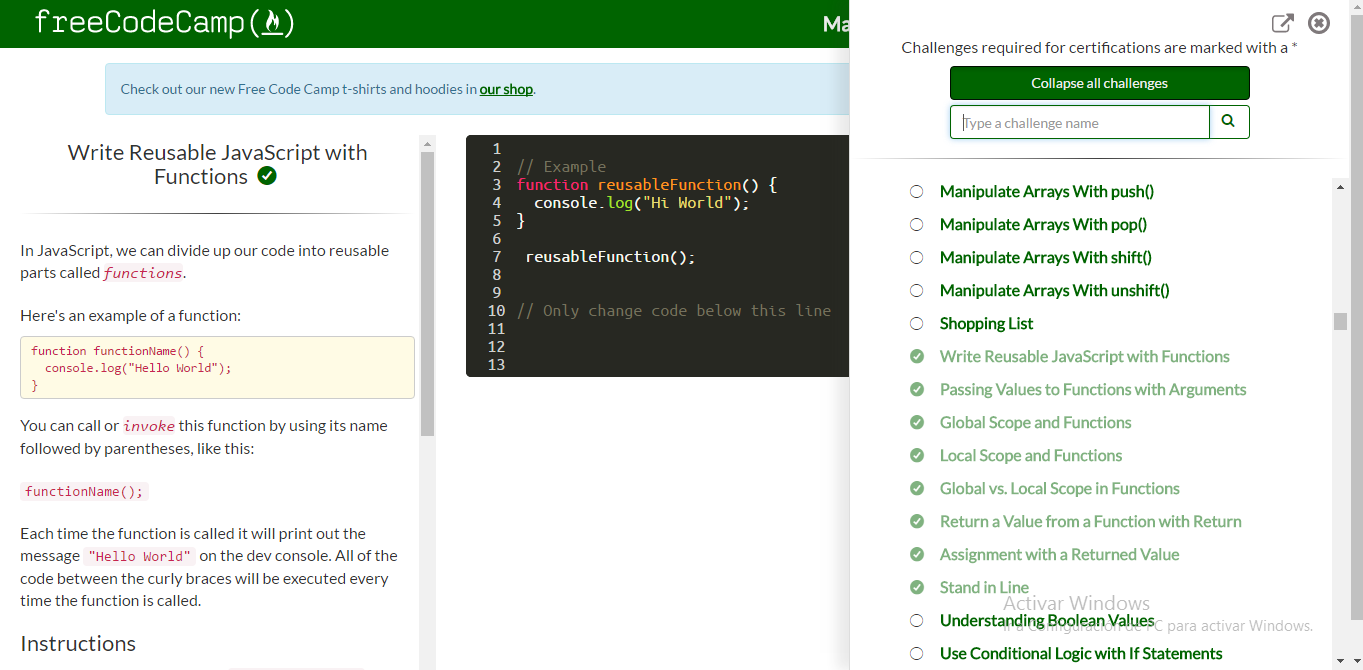 freeCodeCamp(🔥)
Ma
Check out our new Free Code Camp t-shirts and hoodies in our shop.
Write Reusable JavaScript with
Functions
In JavaScript, we can divide up our code into reusable
parts called functions.
Here's an example of a function:
function functionName() {
  console.log("Hello World");
}
You can call or invoke this function by using its name
followed by parentheses, like this:
functionName();
Each time the function is called it will print out the
message "Hello World" on the dev console. All of the
code between the curly braces will be executed every
time the function is called.
Instructions
1
2 // Example
3 function reusableFunction() {
4   console.log("Hi World");
5 }
6
7  reusableFunction();
8
9
10 // Only change code below this line
11
12
13
Challenges required for certifications are marked with a *
Collapse all challenges
Type a challenge name
Manipulate Arrays With push()
Manipulate Arrays With pop()
Manipulate Arrays With shift()
Manipulate Arrays With unshift()
Shopping List
Write Reusable JavaScript with Functions
Passing Values to Functions with Arguments
Global Scope and Functions
Local Scope and Functions
Global vs. Local Scope in Functions
Return a Value from a Function with Return
Assignment with a Returned Value
Stand in Line
Activar Windows
Understanding Boolean Values
Ir a Configuración de PC para activar Windows.
Use Conditional Logic with If Statements